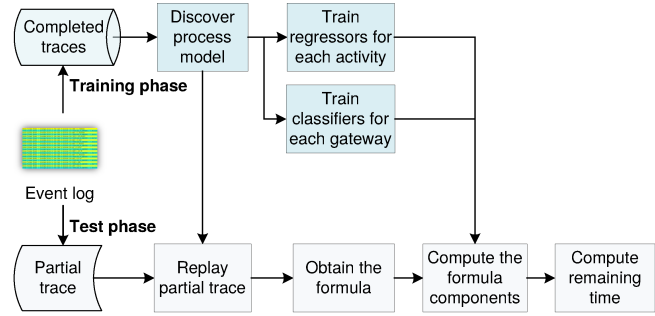 Completed
traces
Discover
process
model
Train
regressors for
each activity
Training phase
Train
classifiers for
each gateway
Event log
Test phase
Partial
trace
Replay
partial trace
Obtain the
formula
Compute the
formula
components
Compute
remaining
time